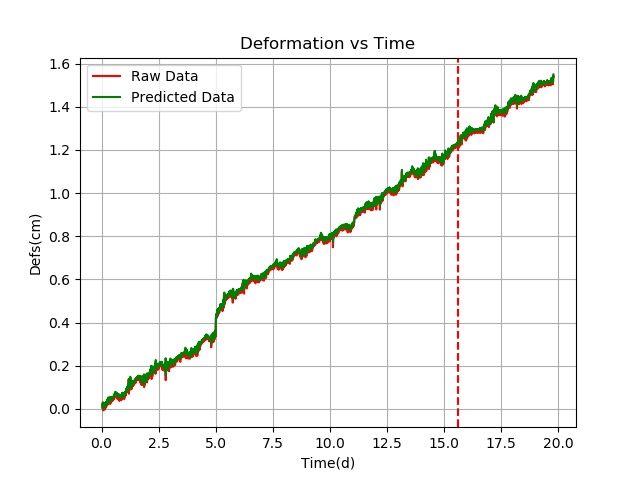 Deformation vs Time
Raw Data
Predicted Data
Defs(cm)
1.6
1.4
1.2
1.0
0.8
0.6
0.4
0.2
0.0
0.0 2.5 5.0 7.5 10.0 12.5 15.0 17.5 20.0
Time(d)